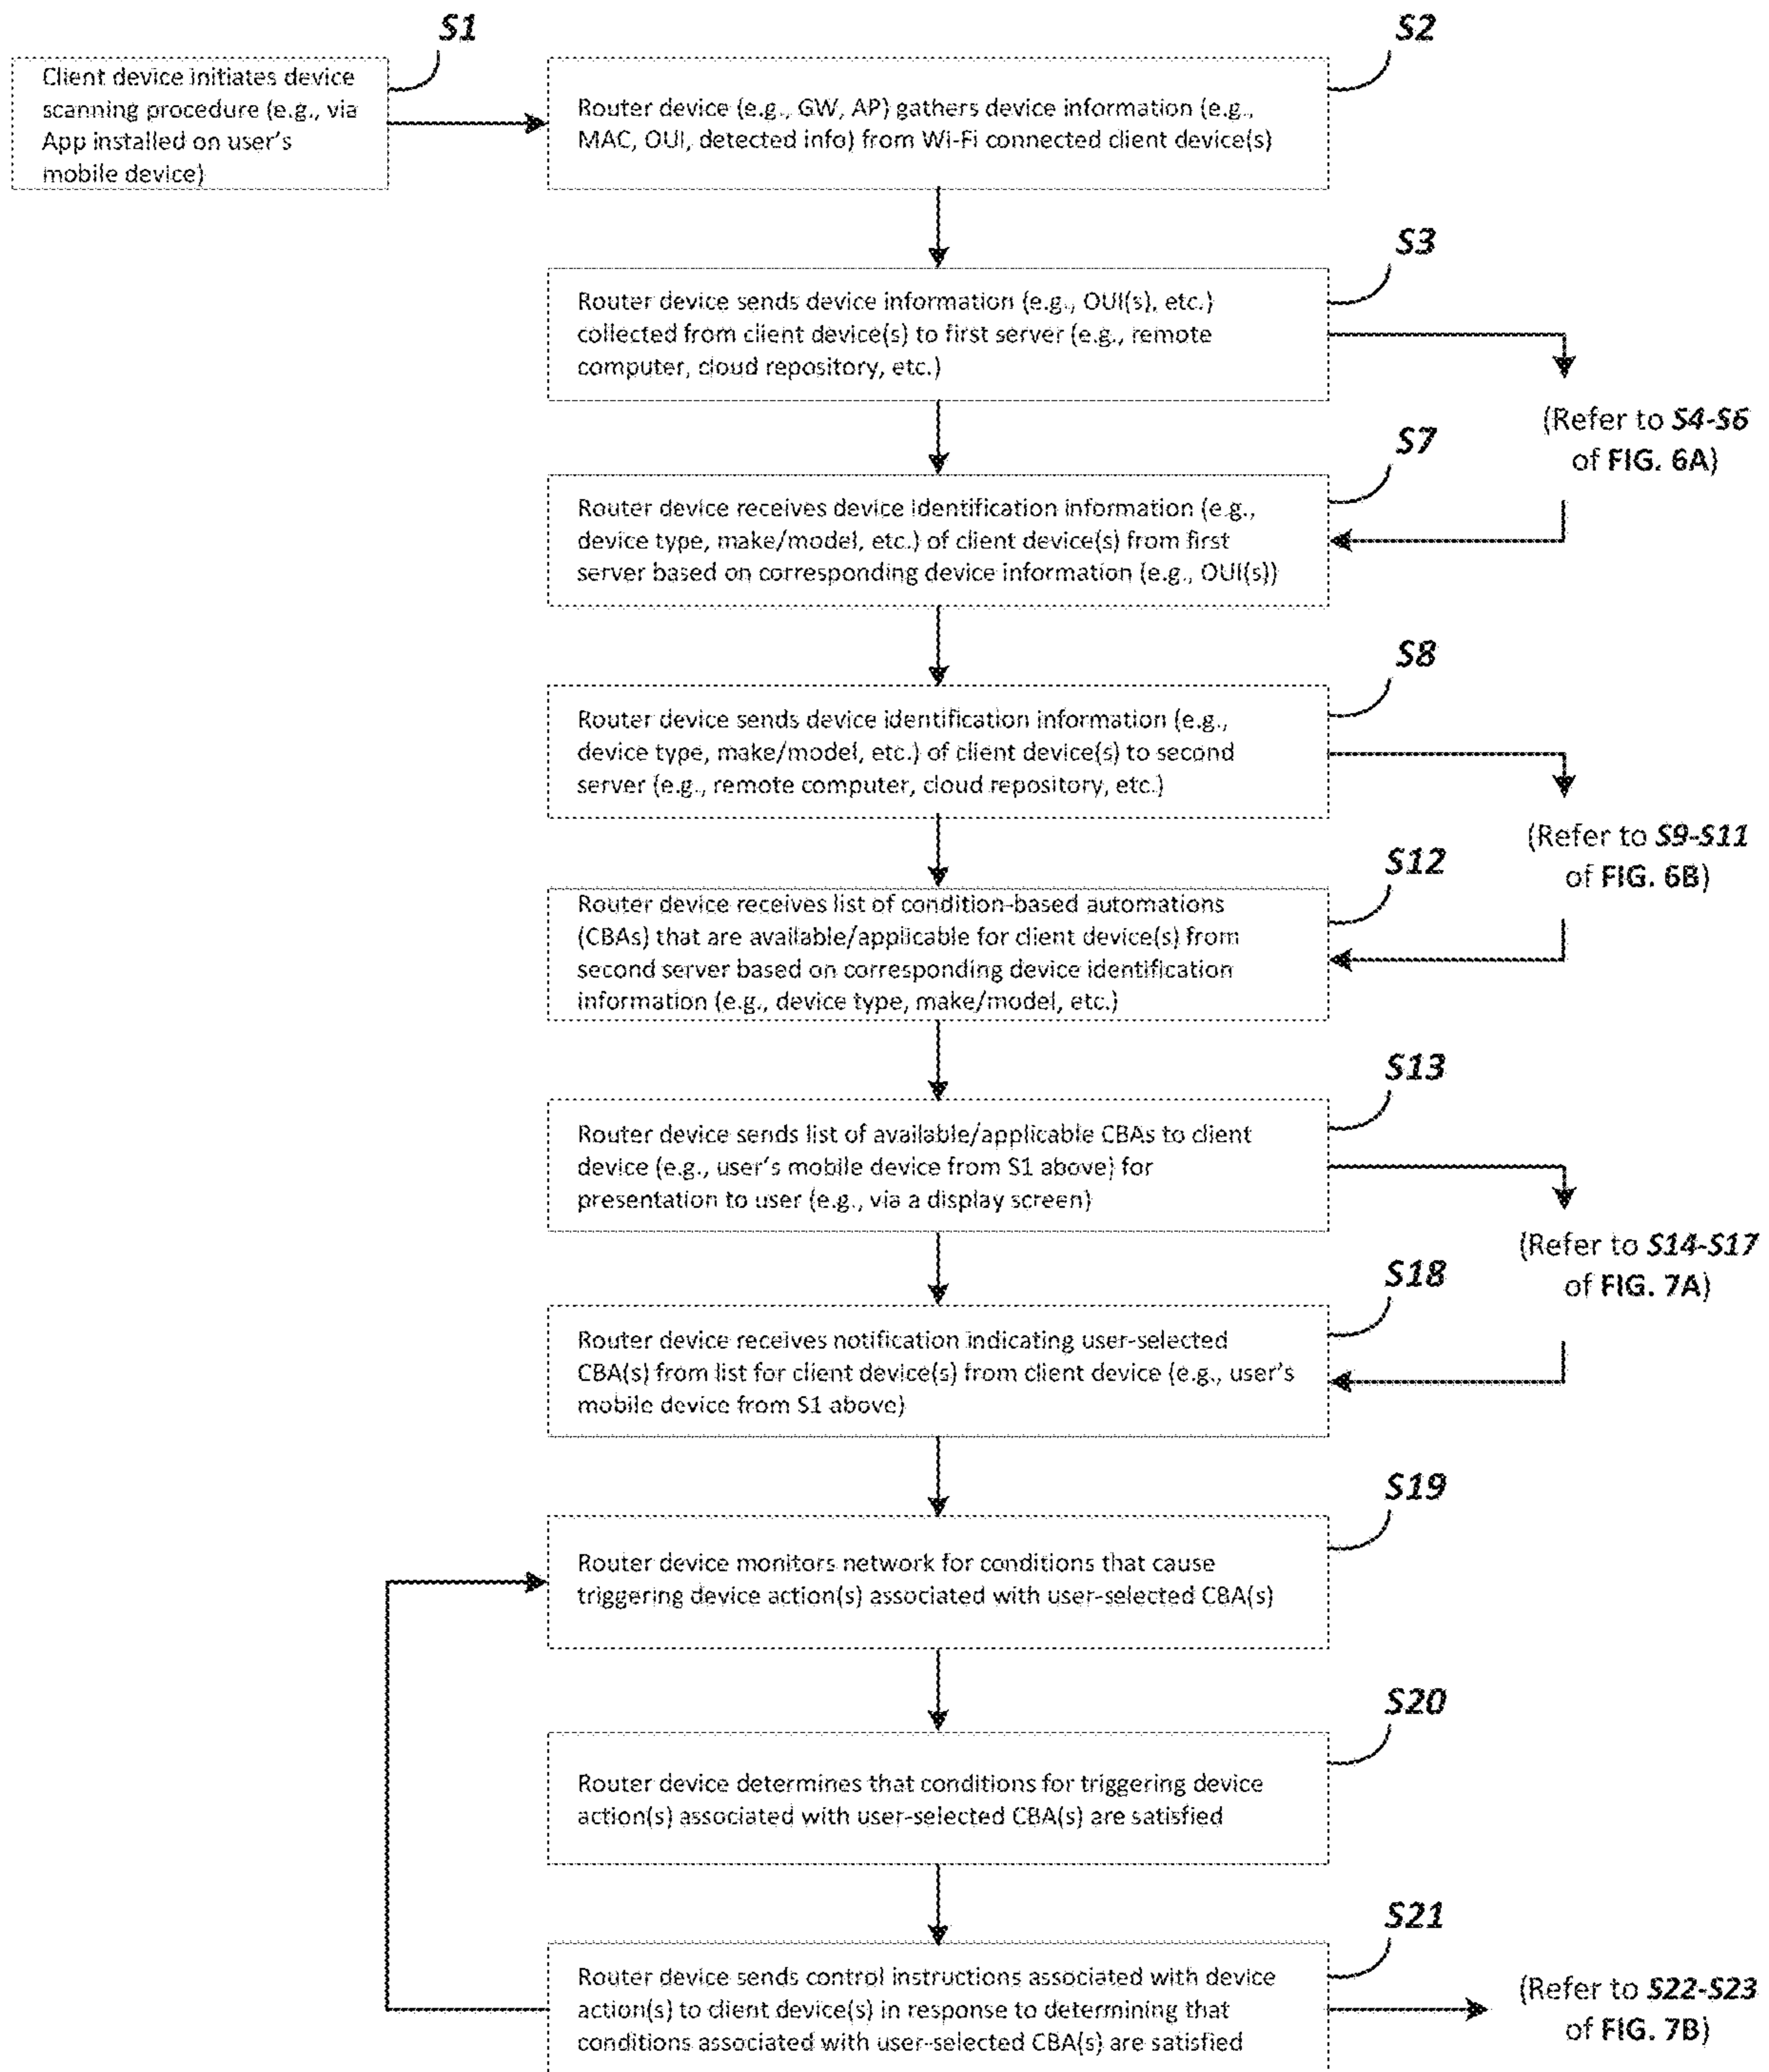 S1
Client device initiates device
scanning procedure (e.g., via
App installed on user's
mobile device)
S2
Router device (e.g., GW, AP) gathers device information (e.g.,
MAC, OUI, detected info) from Wi-Fi connected client device(s)
S3
Router device sends device information (e.g., OUI(s), etc.)
collected from client device(s) to first server (e.g., remote
computer, cloud repository, etc.)
(Refer to S4-S6
of FIG. 6A)
S7
Router device receives device identification information (e.g.,
device type, make/model, etc.) of client device(s) from first
server based on corresponding device information (e.g., OUI(s))
S8
Router device sends device identification information (e.g.,
device type, make/model, etc.) of client device(s) to second
server (e.g., remote computer, cloud repository, etc.)
(Refer to S9-S11
of FIG. 6B)
S12
Router device receives list of condition-based automations
(CBAs) that are available/applicable for client device(s) from
second server based on corresponding device identification
information (e.g., device type, make/model, etc.)
S13
Router device sends list of available/applicable CBAs to client
device (e.g., user's mobile device from S1 above) for
presentation to user (e.g., via a display screen)
(Refer to S14-S17
of FIG. 7A)
S18
Router device receives notification indicating user-selected
CBA(s) from list for client device(s) from client device (e.g., user's
mobile device from S1 above)
S19
Router device monitors network for conditions that cause
triggering device action(s) associated with user-selected CBA(s)
S20
Router device determines that conditions for triggering device
action(s) associated with user-selected CBA(s) are satisfied
S21
Router device sends control instructions associated with device
action(s) to client device(s) in response to determining that
conditions associated with user-selected CBA(s) are satisfied
(Refer to S22-S23
of FIG. 7B)